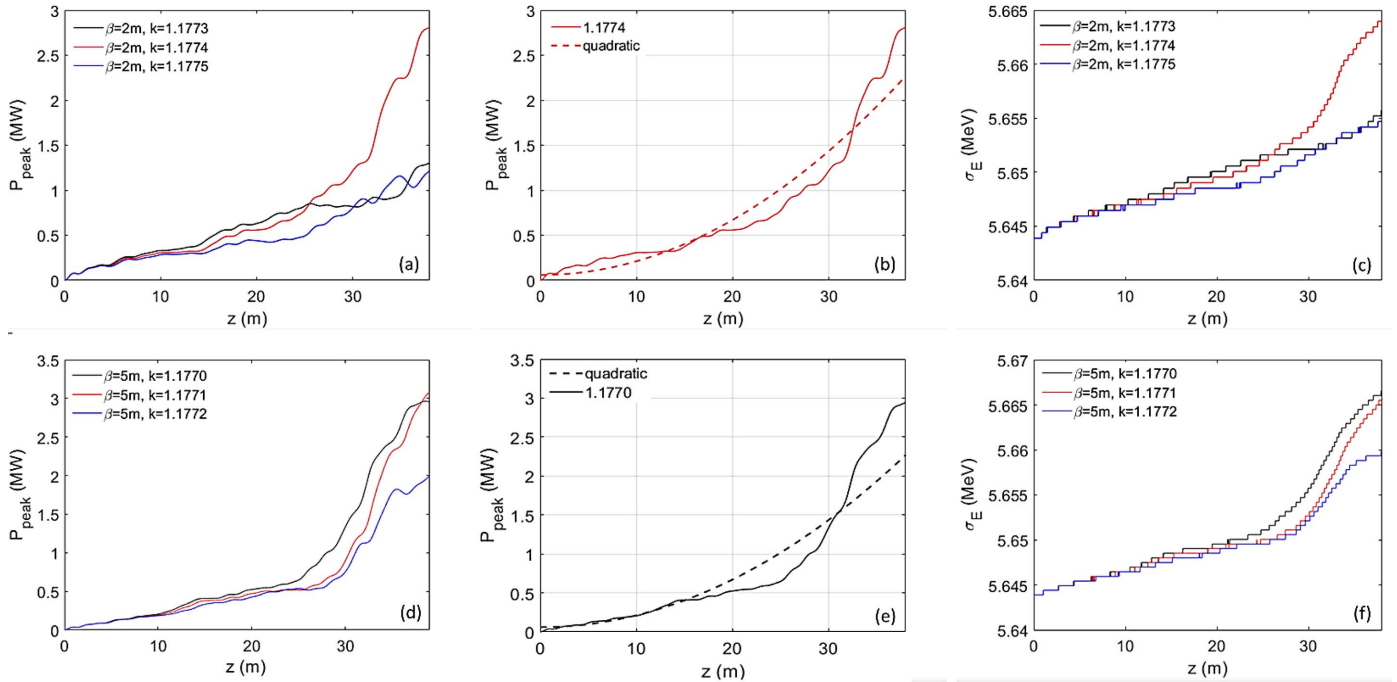 3
2.5
2
1.5
1
0.5
0
P_peak (MW)
β=2m, k=1.1773
β=2m, k=1.1774
β=2m, k=1.1775
(a)
0 10 20 30
z (m)
3
2.5
2
1.5
1
0.5
0
P_peak (MW)
1.1774
quadratic
(b)
0 10 20 30
z (m)
5.665
5.66
5.655
5.65
5.645
5.64
σ_E (MeV)
β=2m, k=1.1773
β=2m, k=1.1774
β=2m, k=1.1775
(c)
0 10 20 30
z (m)
3.5
3
2.5
2
1.5
1
0.5
0
P_peak (MW)
β=5m, k=1.1770
β=5m, k=1.1771
β=5m, k=1.1772
(d)
0 10 20 30
z (m)
3.5
3
2.5
2
1.5
1
0.5
0
P_peak (MW)
quadratic
1.1770
(e)
0 10 20 30
z (m)
5.67
5.665
5.66
5.655
5.65
5.645
5.64
σ_E (MeV)
β=5m, k=1.1770
β=5m, k=1.1771
β=5m, k=1.1772
(f)
0 10 20 30
z (m)